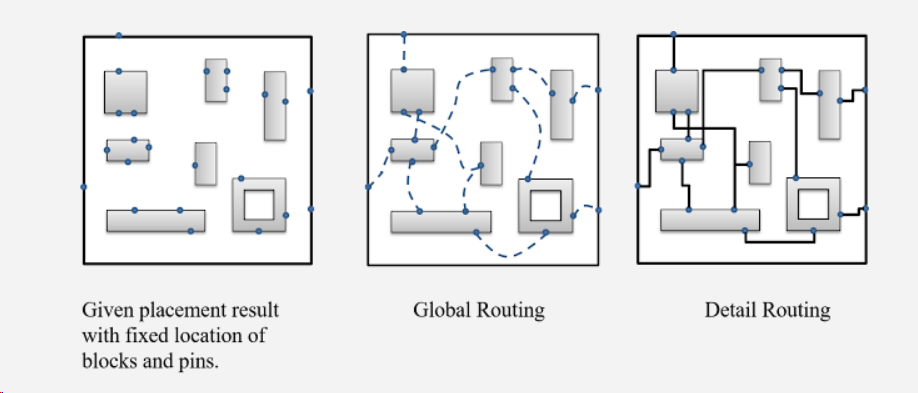 Given placement result
with fixed location of
blocks and pins.
Global Routing
Detail Routing